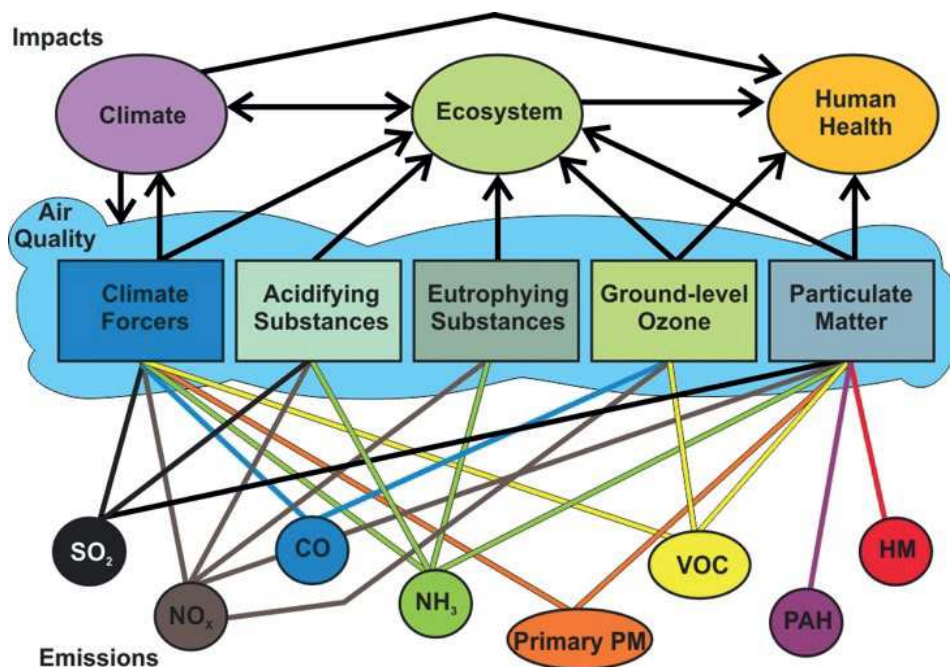 Impacts
Climate
Ecosystem
Human
Health
Air
Quality
Climate
Forcers
Acidifying
Substances
Eutrophying
Substances
Ground-level
Ozone
Particulate
Matter
SO₂
CO
VOC
HM
NOₓ
NH₃
Primary PM
PAH
Emissions